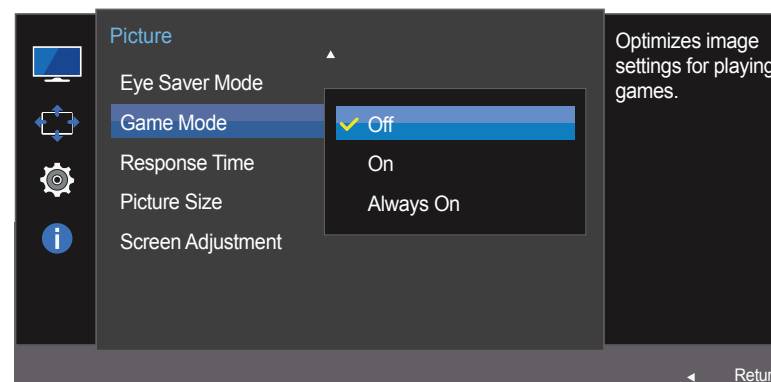 Picture
Eye Saver Mode
Game Mode
Response Time
Picture Size
Screen Adjustment
Off
On
Always On
Optimizes image
settings for playing
games.